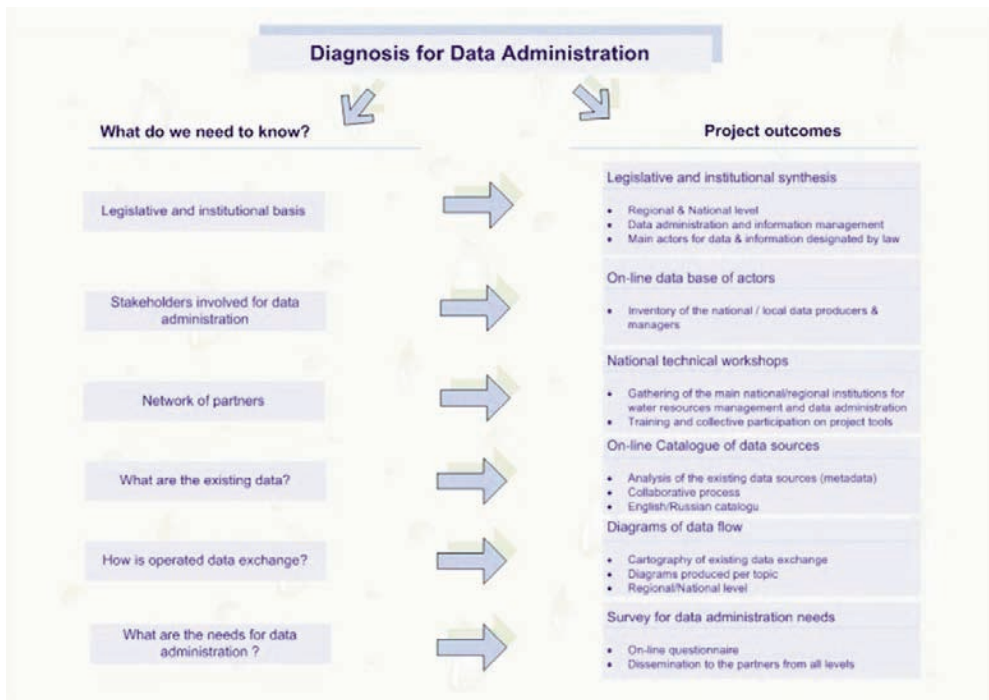 Diagnosis for Data Administration
What do we need to know?
Project outcomes
Legislative and institutional basis
Legislative and institutional synthesis
• Regional & National level
• Data administration and information management
• Main actors for data & information designated by law
Stakeholders involved for data
administration
On-line data base of actors
• Inventory of the national / local data producers &
managers
Network of partners
National technical workshops
• Gathering of the main national/regional institutions for
water resources management and data administration
• Training and collective participation on project tools
What are the existing data?
On-line Catalogue of data sources
• Analysis of the existing data sources (metadata)
• Collaborative process
• English/Russian catalogu
How is operated data exchange?
Diagrams of data flow
• Cartography of existing data exchange
• Diagrams produced per topic
• Regional/National level
What are the needs for data
administration ?
Survey for data administration needs
• On-line questionnaire
• Dissemination to the partners from all levels